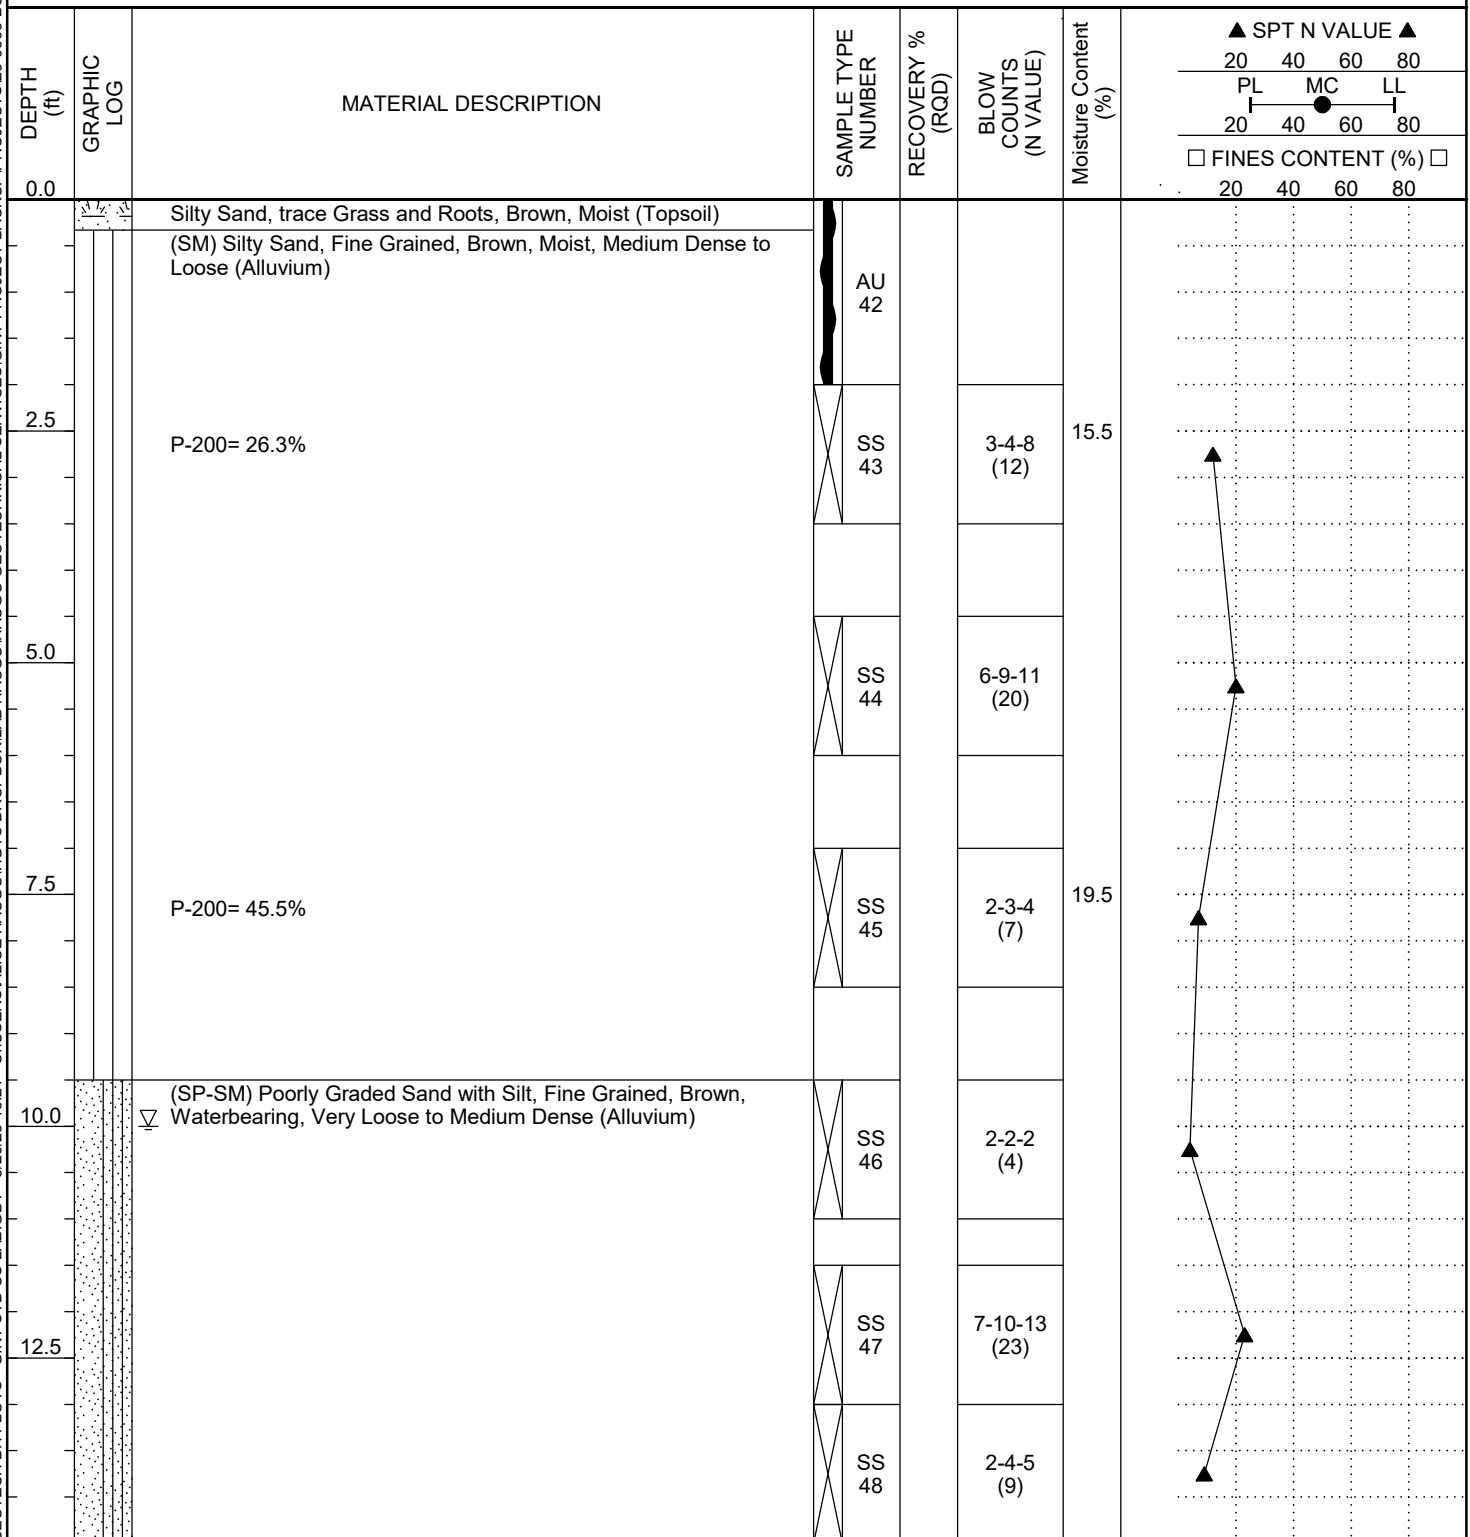 DEPTH
(ft)
GRAPHIC
LOG
MATERIAL DESCRIPTION
SAMPLE TYPE
NUMBER
RECOVERY %
(RQD)
BLOW
COUNTS
(N VALUE)
Moisture Content
(%)
▲ SPT N VALUE ▲
20 40 60 80
PL MC LL
20 40 60 80
□ FINES CONTENT (%) □
20 40 60 80
0.0
Silty Sand, trace Grass and Roots, Brown, Moist (Topsoil)
(SM) Silty Sand, Fine Grained, Brown, Moist, Medium Dense to
Loose (Alluvium)
AU
42
2.5
P-200= 26.3%
SS
43
3-4-8
(12)
15.5
5.0
SS
44
6-9-11
(20)
7.5
P-200= 45.5%
SS
45
2-3-4
(7)
19.5
(SP-SM) Poorly Graded Sand with Silt, Fine Grained, Brown,
Waterbearing, Very Loose to Medium Dense (Alluvium)
10.0
SS
46
2-2-2
(4)
12.5
SS
47
7-10-13
(23)
SS
48
2-4-5
(9)